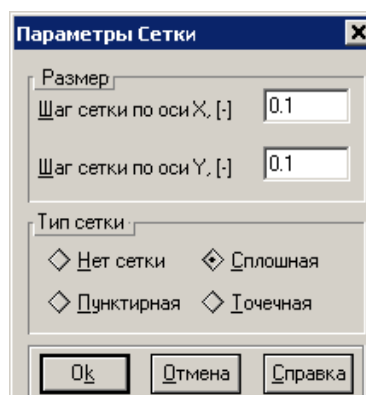 Параметры Сетки
Размер
Шаг сетки по оси X, [-] 0.1
Шаг сетки по оси Y, [-] 0.1
Тип сетки
Нет сетки Сплошная
Пунктирная Точечная
Ok Отмена Справка